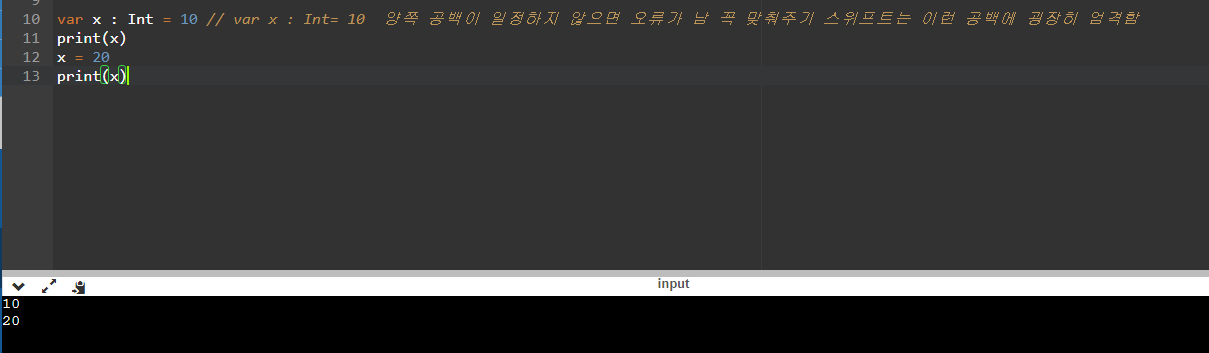 10 var x : Int = 10 // var x : Int= 10 양쪽 공백이 일정하지 않으면 오류가 남 꼭 맞춰주기 스위프트는 이런 공백에 굉장히 엄격함
11 print(x)
12 x = 20
13 print(x)
input
10
20